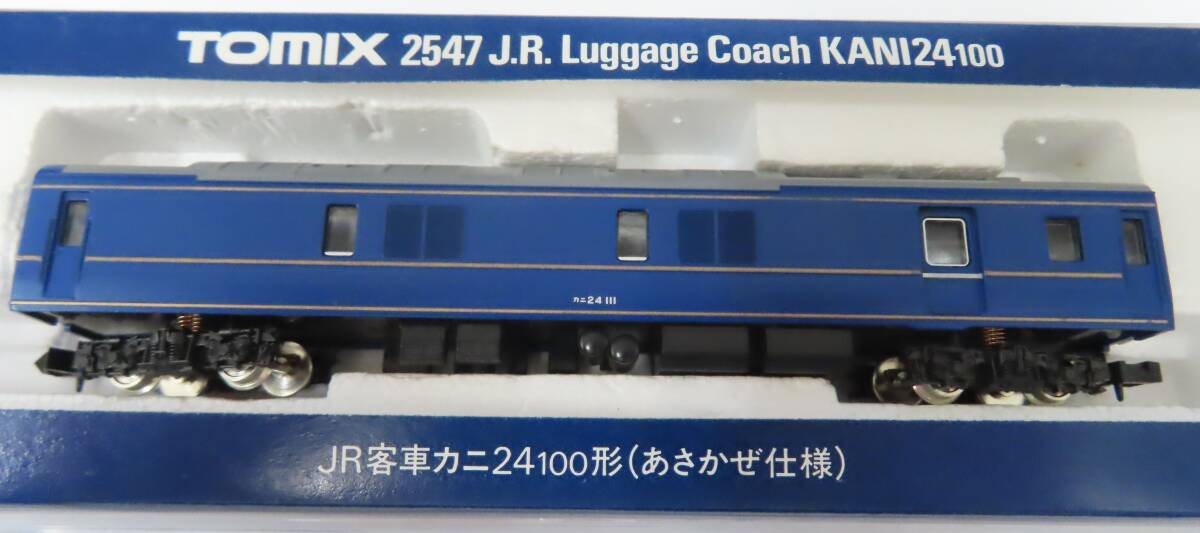 TOMIX 2547 J.R. Luggage Coach KANI24100
カニ24 111
JR客車カニ24100形(あさかぜ仕様)